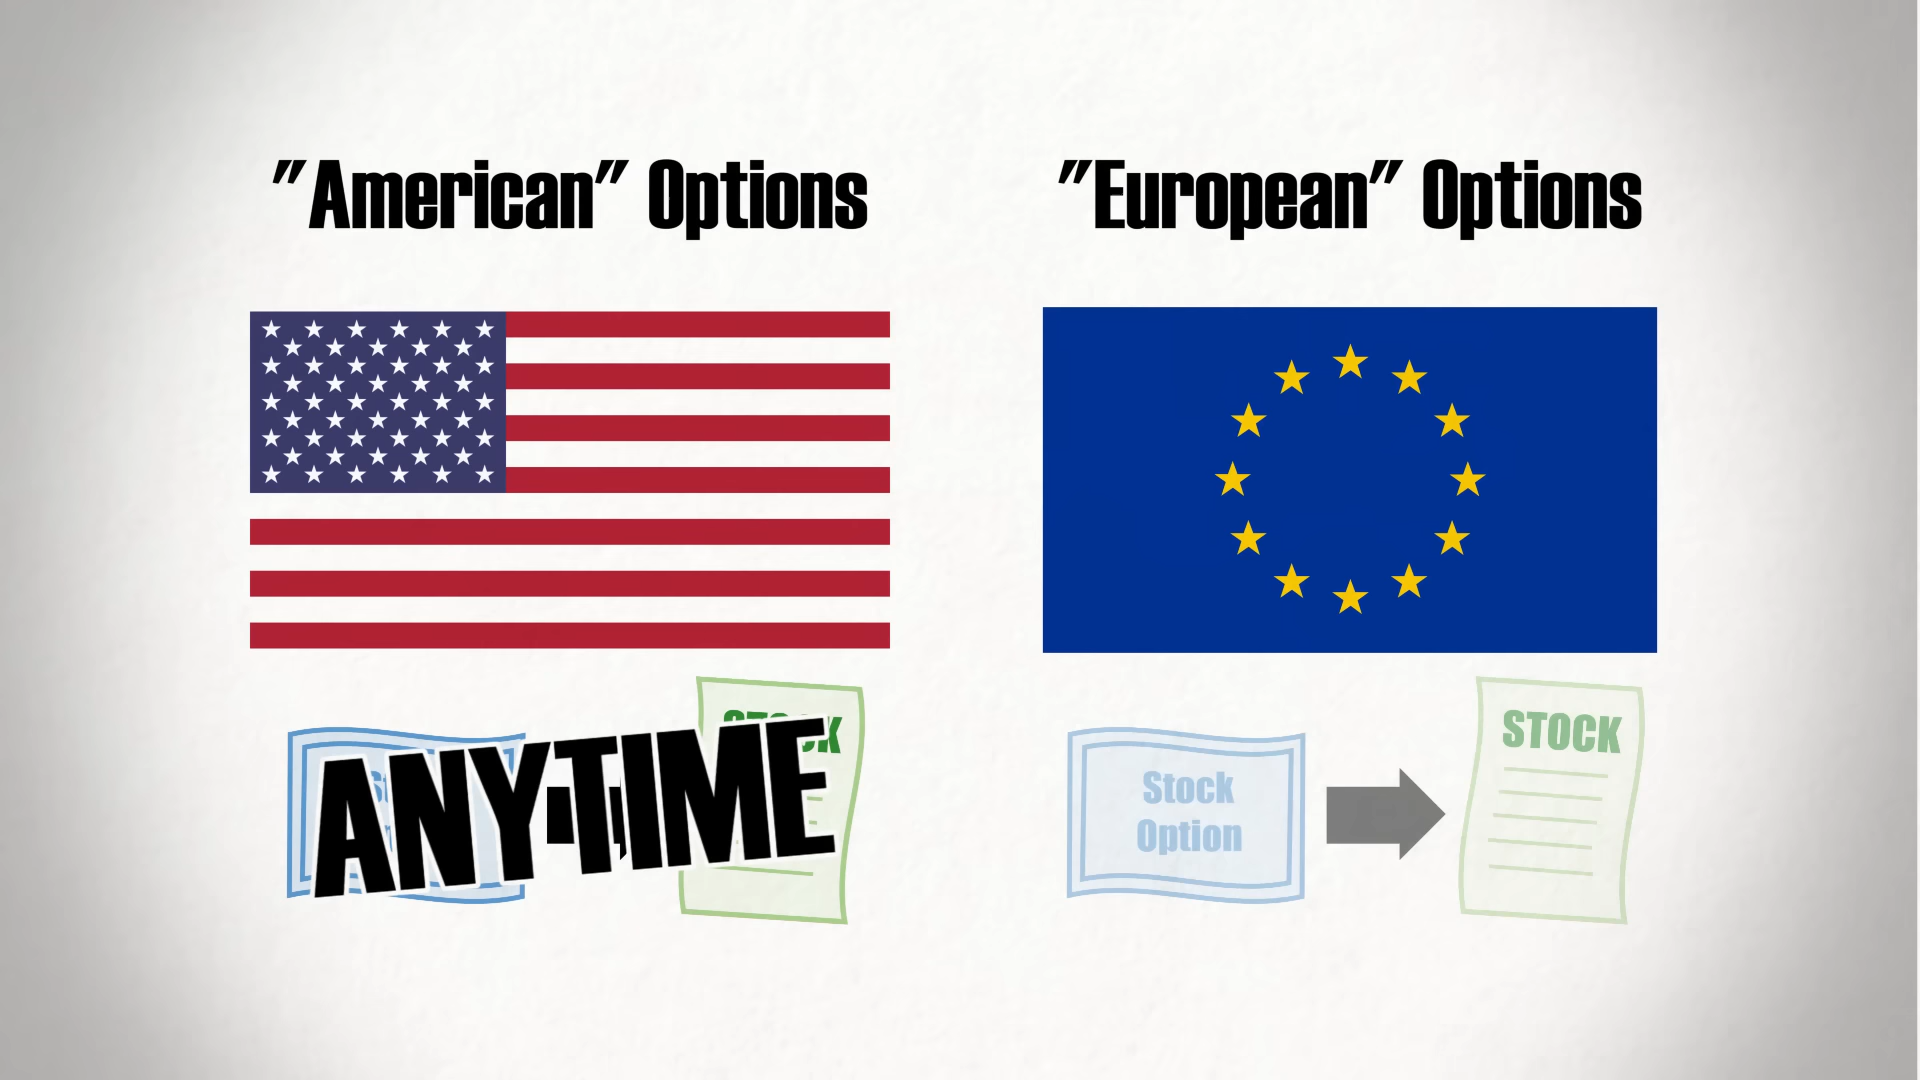 "American" Options
"European" Options
ANYTIME
Stock
Option
STOCK